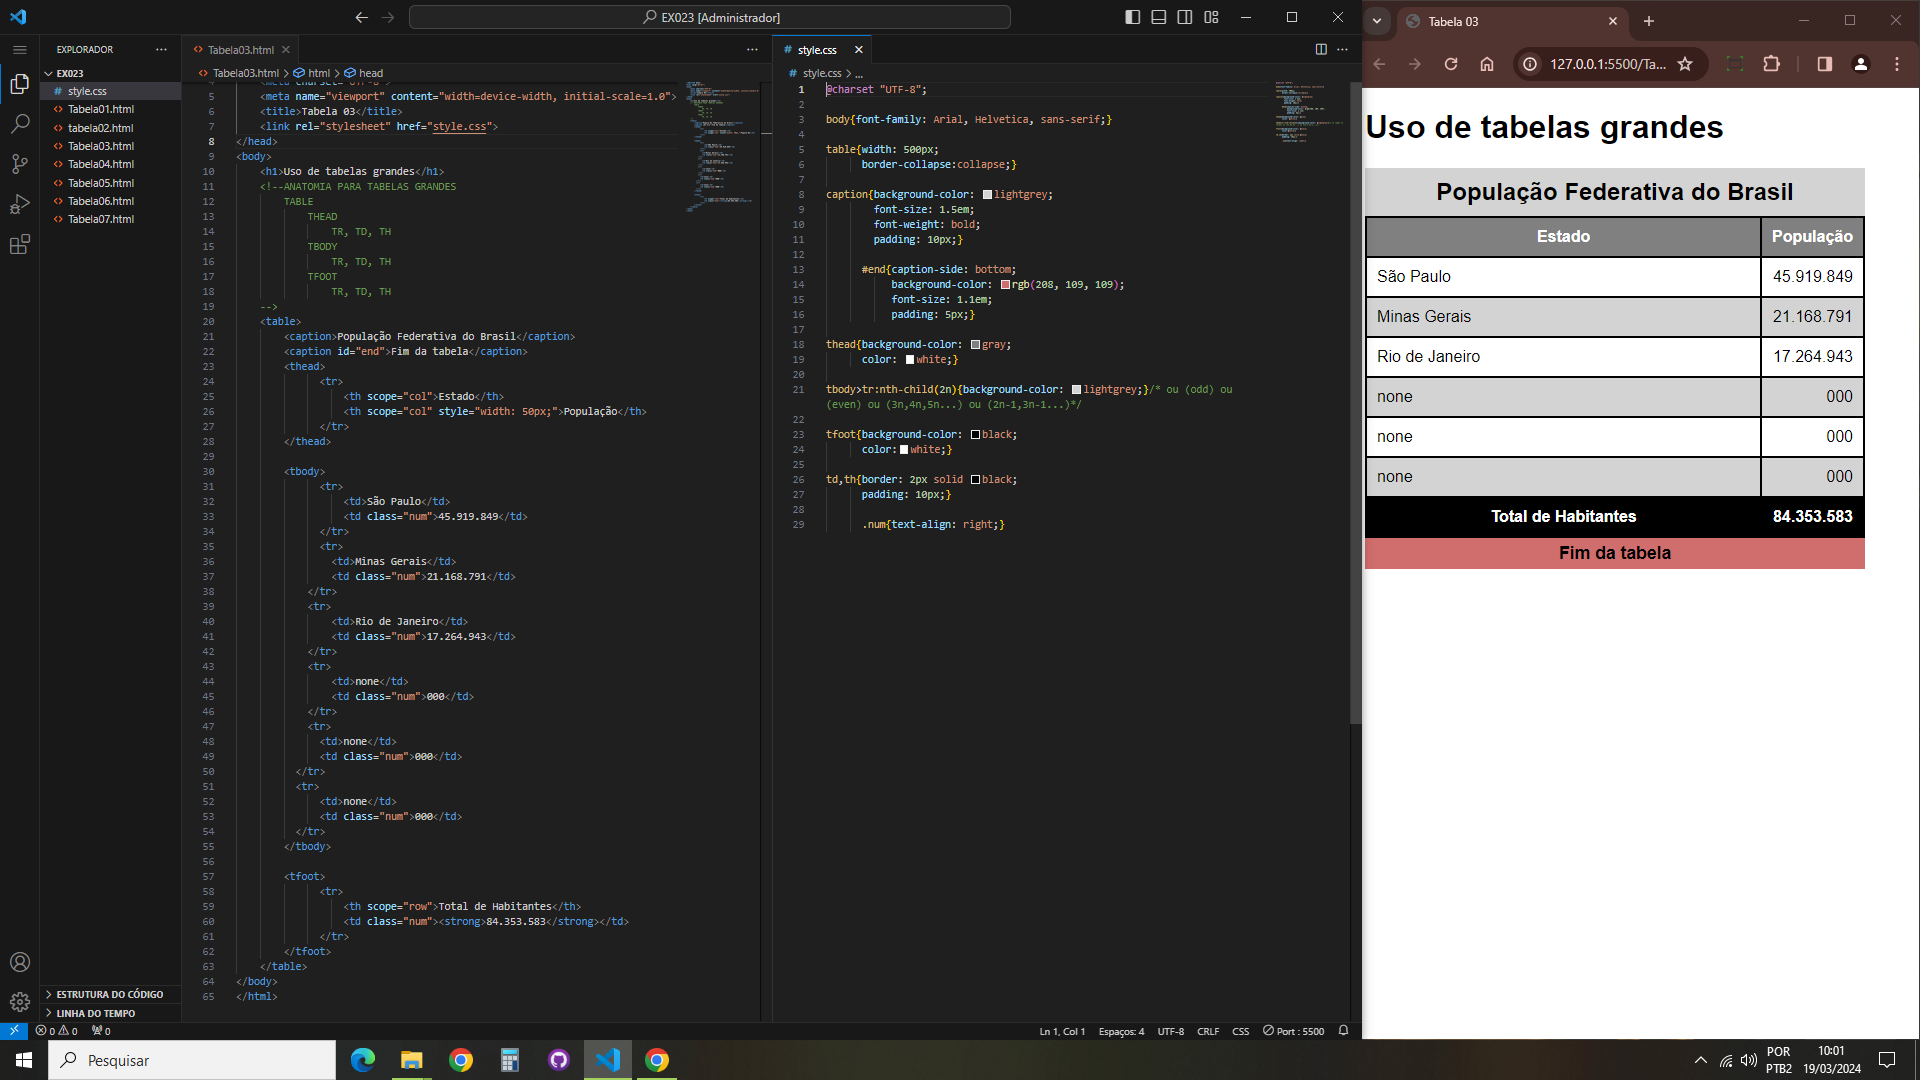 EX023 [Administrador]
EXPLORADOR
EX023
style.css
Tabela01.html
tabela02.html
Tabela03.html
Tabela04.html
Tabela05.html
Tabela06.html
Tabela07.html
ESTRUTURA DO CÓDIGO
LINHA DO TEMPO
Tabela03.html
Tabela03.html > html > head
5 <meta name="viewport" content="width=device-width, initial-scale=1.0">
6 <title>Tabela 03</title>
7 <link rel="stylesheet" href="style.css">
8 </head>
9 <body>
10 <h1>Uso de tabelas grandes</h1>
11 <!--ANATOMIA PARA TABELAS GRANDES
12 TABLE
13 THEAD
14 TR, TD, TH
15 TBODY
16 TR, TD, TH
17 TFOOT
18 TR, TD, TH
19 -->
20 <table>
21 <caption>População Federativa do Brasil</caption>
22 <caption id="end">Fim da tabela</caption>
23 <thead>
24 <tr>
25 <th scope="col">Estado</th>
26 <th scope="col" style="width: 50px;">População</th>
27 </tr>
28 </thead>
29
30 <tbody>
31 <tr>
32 <td>São Paulo</td>
33 <td class="num">45.919.849</td>
34 </tr>
35 <tr>
36 <td>Minas Gerais</td>
37 <td class="num">21.168.791</td>
38 </tr>
39 <tr>
40 <td>Rio de Janeiro</td>
41 <td class="num">17.264.943</td>
42 </tr>
43 <tr>
44 <td>none</td>
45 <td class="num">000</td>
46 </tr>
47 <tr>
48 <td>none</td>
49 <td class="num">000</td>
50 </tr>
51 <tr>
52 <td>none</td>
53 <td class="num">000</td>
54 </tr>
55 </tbody>
56
57 <tfoot>
58 <tr>
59 <th scope="row">Total de Habitantes</th>
60 <td class="num"><strong>84.353.583</strong></td>
61 </tr>
62 </tfoot>
63 </table>
64 </body>
65 </html>
# style.css
# style.css > ...
1 @charset "UTF-8";
2
3 body{font-family: Arial, Helvetica, sans-serif;}
4
5 table{width: 500px;
6 border-collapse:collapse;}
7
8 caption{background-color: lightgrey;
9 font-size: 1.5em;
10 font-weight: bold;
11 padding: 10px;}
12
13 #end{caption-side: bottom;
14 background-color: rgb(208, 109, 109);
15 font-size: 1.1em;
16 padding: 5px;}
17
18 thead{background-color: gray;
19 color: white;}
20
21 tbody>tr:nth-child(2n){background-color: lightgrey;}/* ou (odd) ou
(even) ou (3n,4n,5n...) ou (2n-1,3n-1...)*/
22
23 tfoot{background-color: black;
24 color: white;}
25
26 td,th{border: 2px solid black;
27 padding: 10px;}
28
29 .num{text-align: right;}
0 0 0
Ln 1, Col 1 Espaços: 4 UTF-8 CRLF CSS Port : 5500
Tabela 03
127.0.0.1:5500/Ta...
Uso de tabelas grandes
População Federativa do Brasil
Estado População
São Paulo 45.919.849
Minas Gerais 21.168.791
Rio de Janeiro 17.264.943
none 000
none 000
none 000
Total de Habitantes 84.353.583
Fim da tabela
Pesquisar
POR
PTB2
10:01
19/03/2024